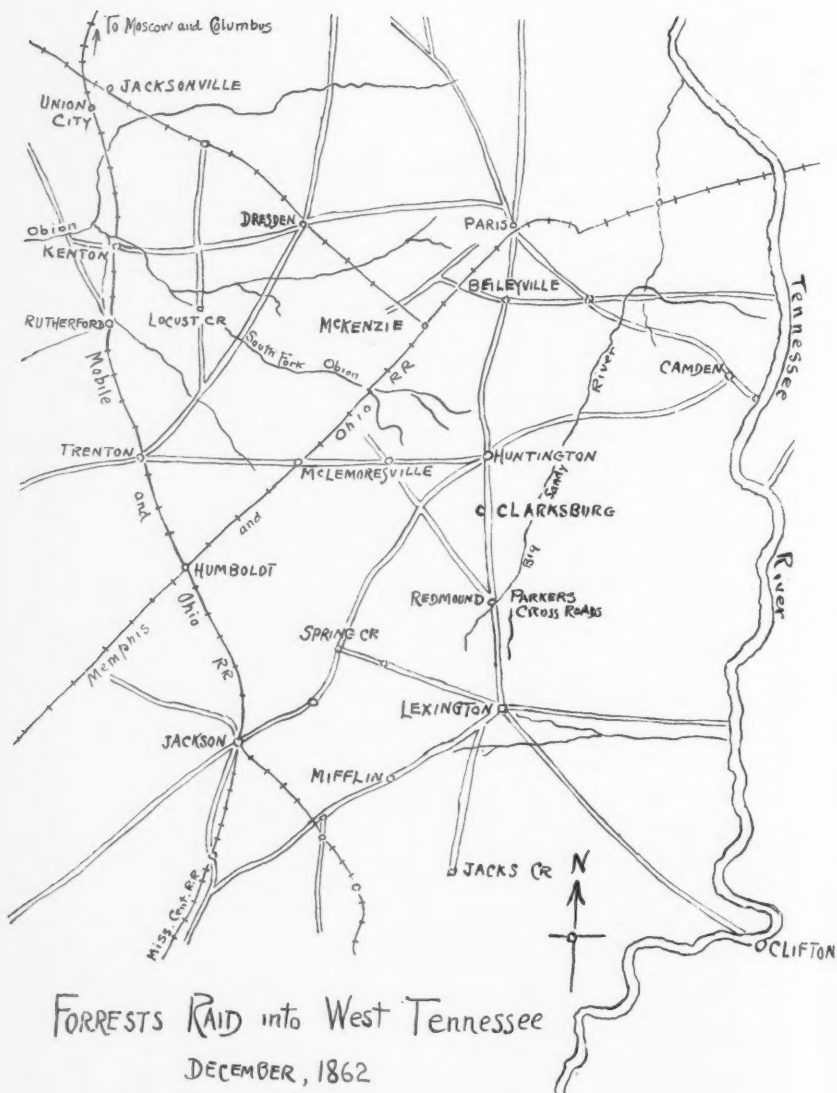 To Moscow and Columbus
JACKSONVILLE
UNION
CITY
Obion
KENTON
DRESDEN
PARIS
BEILEYVILLE
RUTHERFORD
LOCUST CR
MCKENZIE
South Fork Obion
CAMDEN
Tennessee
River
Mobile
and
Ohio
RR
Memphis
and
Ohio
RR
TRENTON
MCLEMORESVILLE
HUNTINGTON
CLARKSBURG
Big
Sandy
River
HUMBOLDT
REDMOUND
PARKERS
CROSS ROADS
SPRING CR
LEXINGTON
JACKSON
MIFFLIN
JACKS CR
N
Miss. Cent. R.R.
CLIFTON
FORRESTS RAID into West Tennessee
DECEMBER, 1862